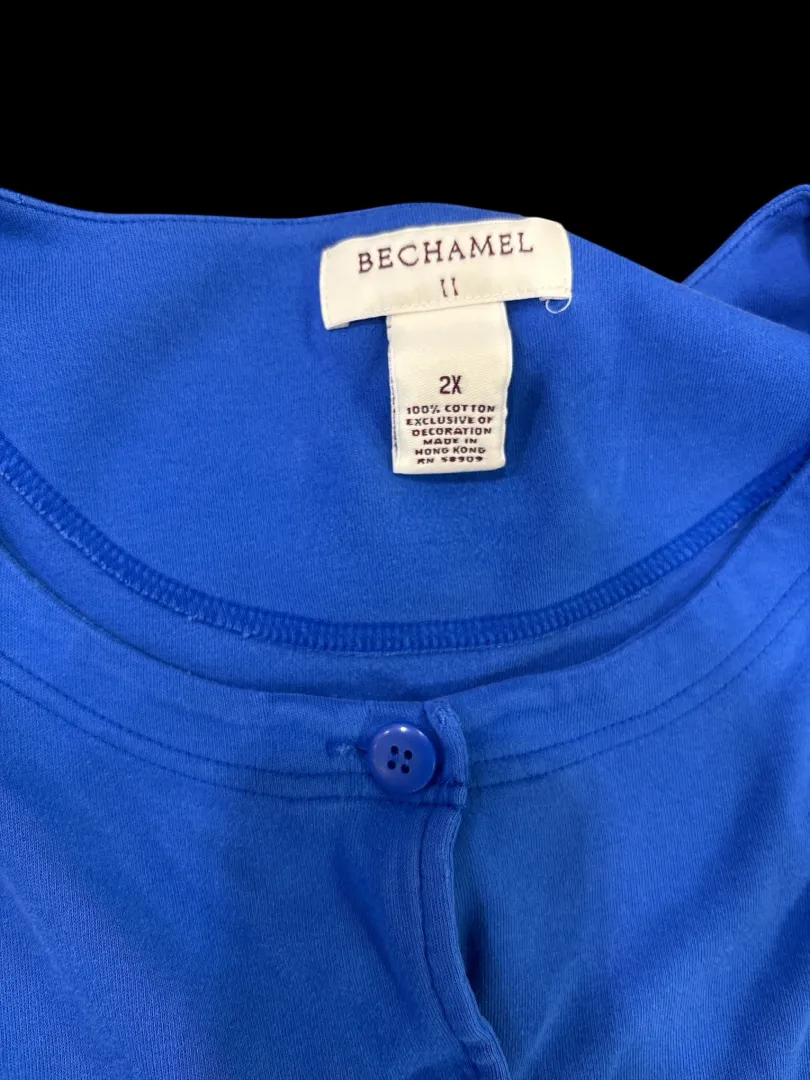 BECHAMEL
II
2X
100% COTTON
EXCLUSIVE OF
DECORATION
MADE IN
HONG KONG
RN 58909